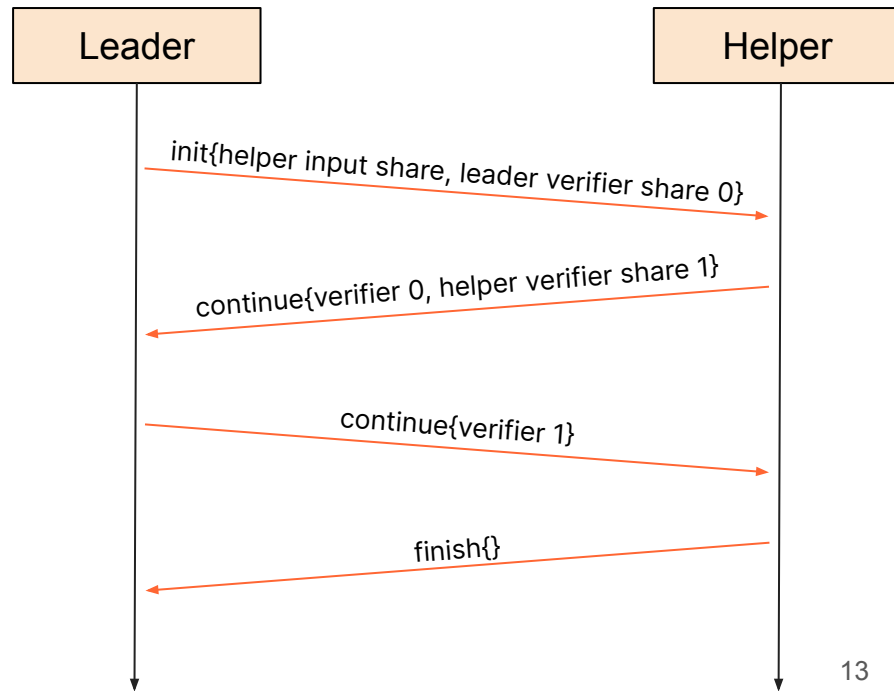 Leader
Helper
init{helper input share, leader verifier share 0}
continue{verifier 0, helper verifier share 1}
continue{verifier 1}
finish{}
13